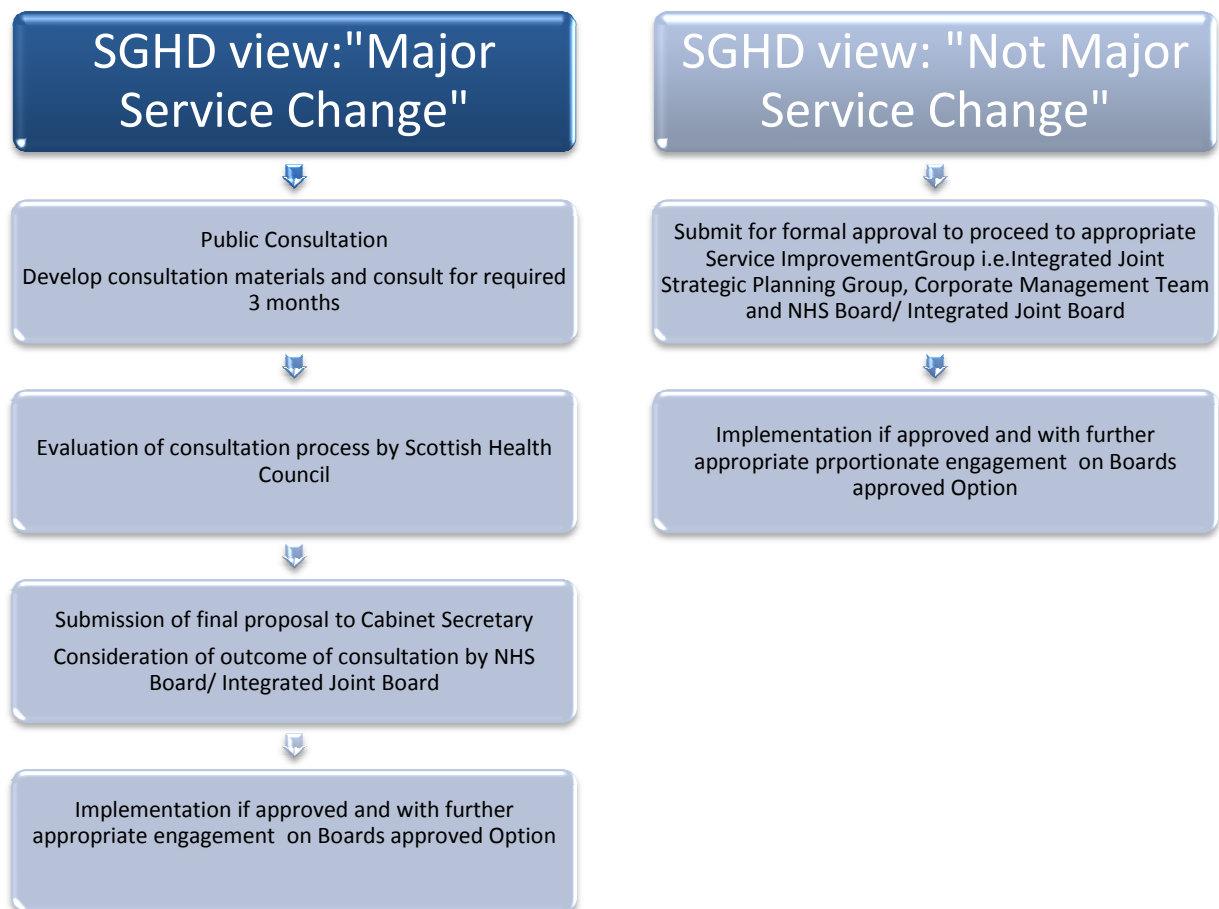 SGHD view:"Major
Service Change"
Public Consultation
Develop consultation materials and consult for required
3 months
Evaluation of consultation process by Scottish Health
Council
Submission of final proposal to Cabinet Secretary
Consideration of outcome of consultation by NHS
Board/ Integrated Joint Board
Implementation if approved and with further
appropriate engagement  on Boards approved Option
SGHD view: "Not Major
Service Change"
Submit for formal approval to proceed to appropriate
Service ImprovementGroup i.e.Integrated Joint
Strategic Planning Group, Corporate Management Team
and NHS Board/ Integrated Joint Board
Implementation if approved and with further
appropriate prportionate engagement  on Boards
approved Option